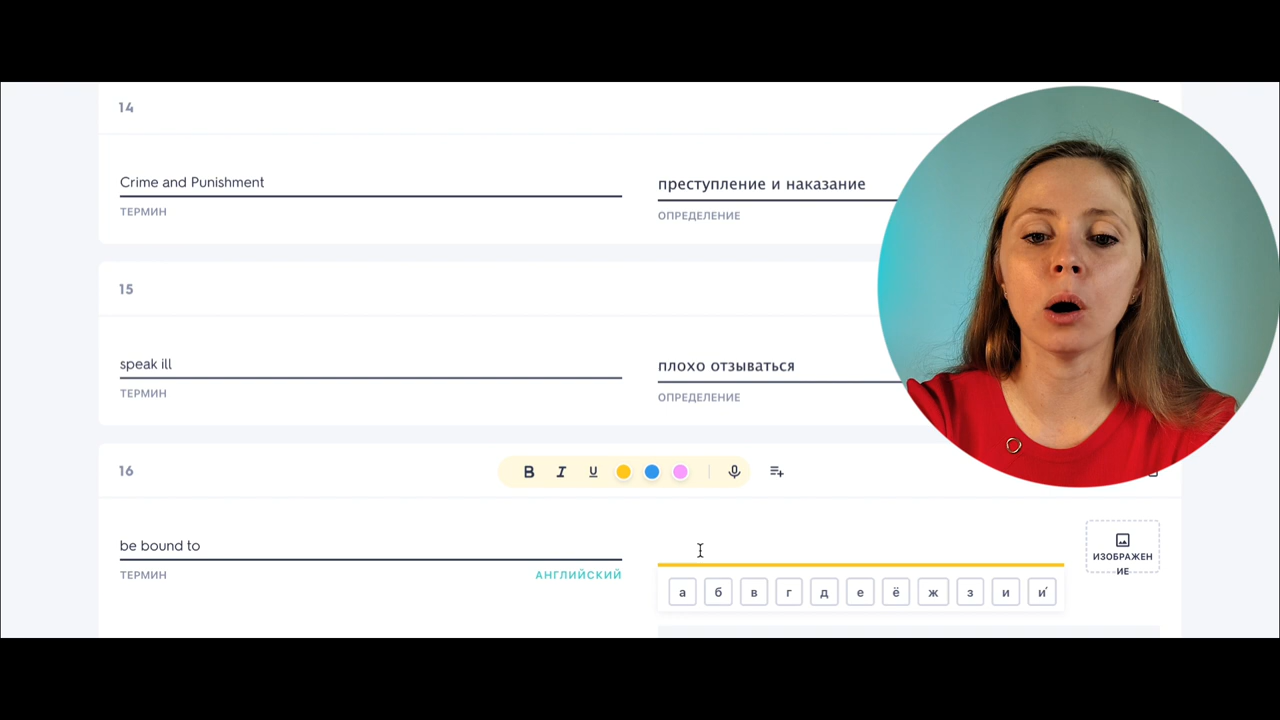 14
Crime and Punishment
преступление и наказание
ТЕРМИН
ОПРЕДЕЛЕНИЕ
15
speak ill
плохо отзываться
ТЕРМИН
ОПРЕДЕЛЕНИЕ
16
B I U
be bound to
ТЕРМИН
АНГЛИЙСКИЙ
ИЗОБРАЖЕН
ИЕ
а б в г д е ё ж з и и́